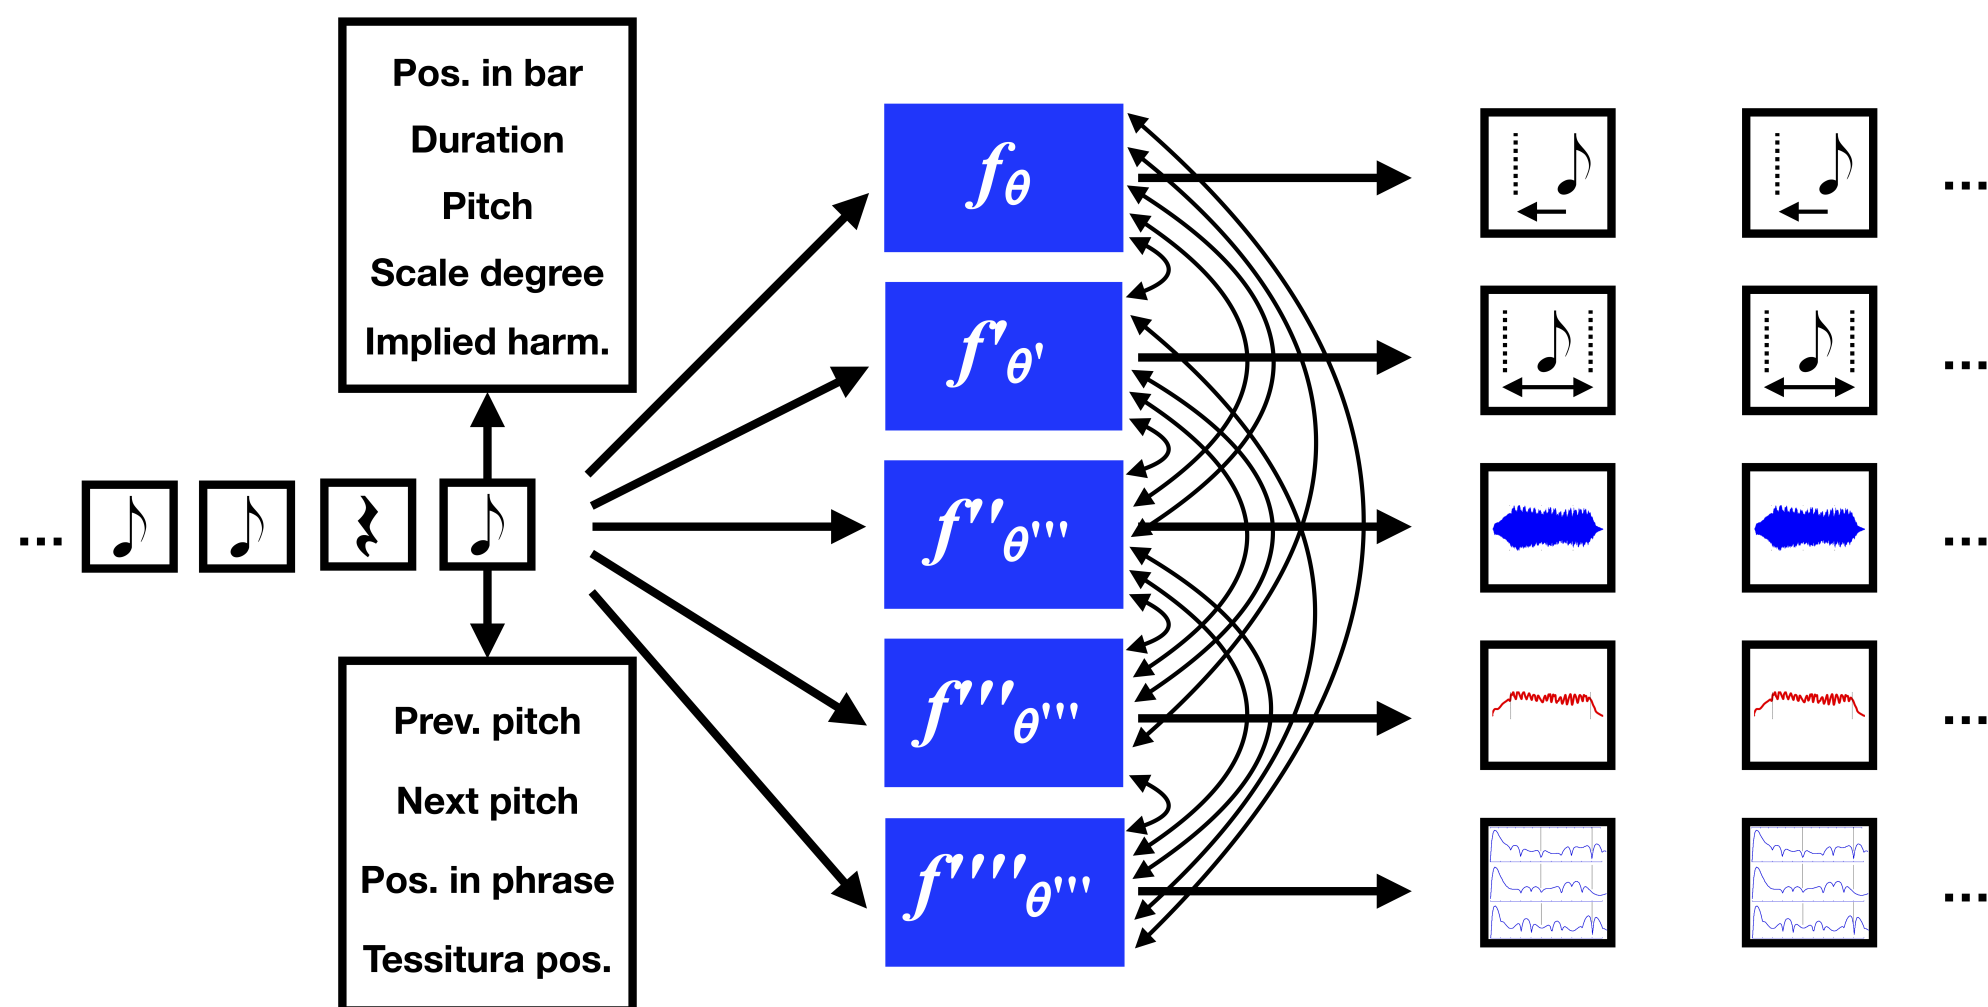 Pos. in bar
Duration
Pitch
Scale degree
Implied harm.
...
Prev. pitch
Next pitch
Pos. in phrase
Tessitura pos.
fθ
f'θ'
f''θ'''
f'''θ'''
f''''θ'''
...
...
...
...
...